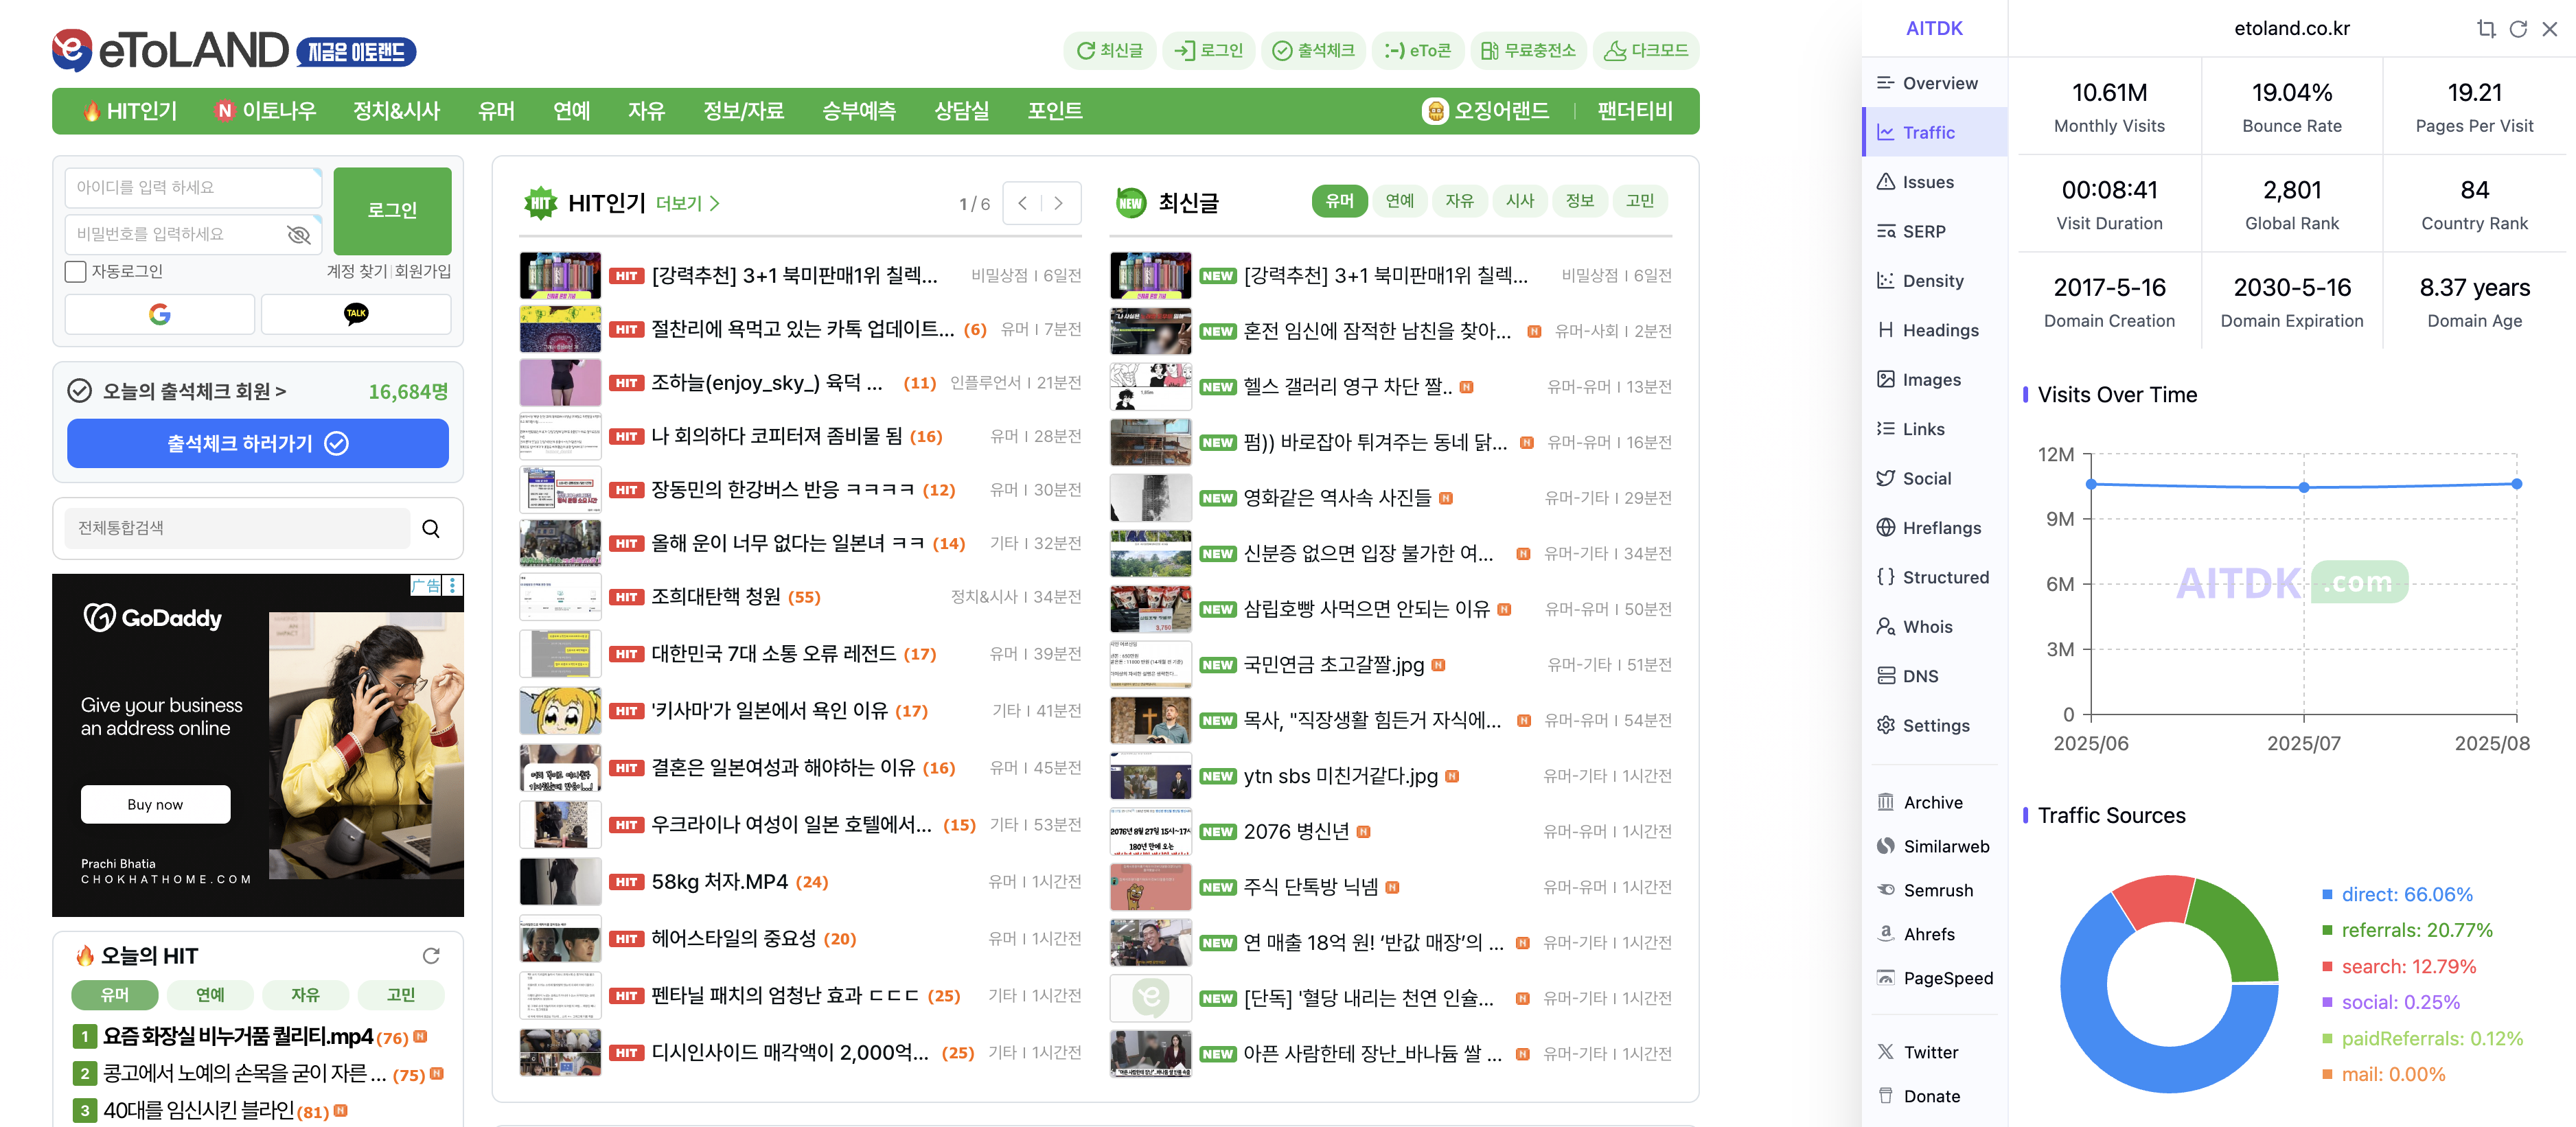 eToLAND 지금은 이토랜드
최신글
로그인
출석체크
:-) eTo콘
무료충전소
다크모드
HIT인기
N 이토나우
정치&시사
유머
연예
자유
정보/자료
승부예측
상담실
포인트
오징어랜드
팬더티비
아이디를 입력 하세요
비밀번호를 입력하세요
로그인
자동로그인
계정 찾기 | 회원가입
G
TALK
오늘의 출석체크 회원 >
16,684명
출석체크 하러가기
전체통합검색
广告
GoDaddy
Give your business
an address online
Buy now
Prachi Bhatia
CHOKHATHOME.COM
오늘의 HIT
유머
연예
자유
고민
1 요즘 화장실 비누거품 퀄리티.mp4 (76) N
2 콩고에서 노예의 손목을 굳이 자른 ... (75) N
3 40대를 임신시킨 블라인 (81) N
HIT HIT인기 더보기 >
1 / 6
HIT [강력추천] 3+1 북미판매1위 칠렉... 비밀상점 | 6일전
HIT 절찬리에 욕먹고 있는 카톡 업데이트... (6) 유머 | 7분전
HIT 조하늘(enjoy_sky_) 육덕 ... (11) 인플루언서 | 21분전
HIT 나 회의하다 코피터져 좀비물 됨 (16) 유머 | 28분전
HIT 장동민의 한강버스 반응 ㅋㅋㅋㅋ (12) 유머 | 30분전
HIT 올해 운이 너무 없다는 일본녀 ㅋㅋ (14) 기타 | 32분전
HIT 조희대탄핵 청원 (55) 정치&시사 | 34분전
HIT 대한민국 7대 소통 오류 레전드 (17) 유머 | 39분전
HIT '키사마'가 일본에서 욕인 이유 (17) 기타 | 41분전
HIT 결혼은 일본여성과 해야하는 이유 (16) 유머 | 45분전
HIT 우크라이나 여성이 일본 호텔에서... (15) 기타 | 53분전
HIT 58kg 처자.MP4 (24) 유머 | 1시간전
HIT 헤어스타일의 중요성 (20) 유머 | 1시간전
HIT 펜타닐 패치의 엄청난 효과 ㄷㄷㄷ (25) 기타 | 1시간전
HIT 디시인사이드 매각액이 2,000억... (25) 기타 | 1시간전
NEW 최신글
유머
연예
자유
시사
정보
고민
NEW [강력추천] 3+1 북미판매1위 칠렉... 비밀상점 | 6일전
NEW 혼전 임신에 잠적한 남친을 찾아... N 유머-사회 | 2분전
NEW 헬스 갤러리 영구 차단 짤.. N 유머-유머 | 13분전
NEW 펌)) 바로잡아 튀겨주는 동네 닭... N 유머-유머 | 16분전
NEW 영화같은 역사속 사진들 N 유머-기타 | 29분전
NEW 신분증 없으면 입장 불가한 여... N 유머-기타 | 34분전
NEW 삼립호빵 사먹으면 안되는 이유 N 유머-유머 | 50분전
NEW 국민연금 초고갈짤.jpg N 유머-기타 | 51분전
NEW 목사, "직장생활 힘든거 자식에... N 유머-유머 | 54분전
NEW ytn sbs 미친거같다.jpg N 유머-기타 | 1시간전
2076년 8월 27일 15시~17시
180년 만에 오는
NEW 2076 병신년 N 유머-유머 | 1시간전
NEW 주식 단톡방 닉넴 N 유머-유머 | 1시간전
NEW 연 매출 18억 원! ‘반값 매장’의 ... N 유머-기타 | 1시간전
NEW [단독] '혈당 내리는 천연 인슐... N 유머-기타 | 1시간전
NEW 아픈 사람한테 장난_바나듐 쌀 ... N 유머-기타 | 1시간전
AITDK
etoland.co.kr
Overview
Traffic
Issues
SERP
Density
Headings
Images
Links
Social
Hreflangs
Structured
Whois
DNS
Settings
Archive
Similarweb
Semrush
Ahrefs
PageSpeed
Twitter
Donate
10.61M
Monthly Visits
19.04%
Bounce Rate
19.21
Pages Per Visit
00:08:41
Visit Duration
2,801
Global Rank
84
Country Rank
2017-5-16
Domain Creation
2030-5-16
Domain Expiration
8.37 years
Domain Age
Visits Over Time
12M
9M
6M
3M
0
2025/06
2025/07
2025/08
AITDK.com
Traffic Sources
direct: 66.06%
referrals: 20.77%
search: 12.79%
social: 0.25%
paidReferrals: 0.12%
mail: 0.00%